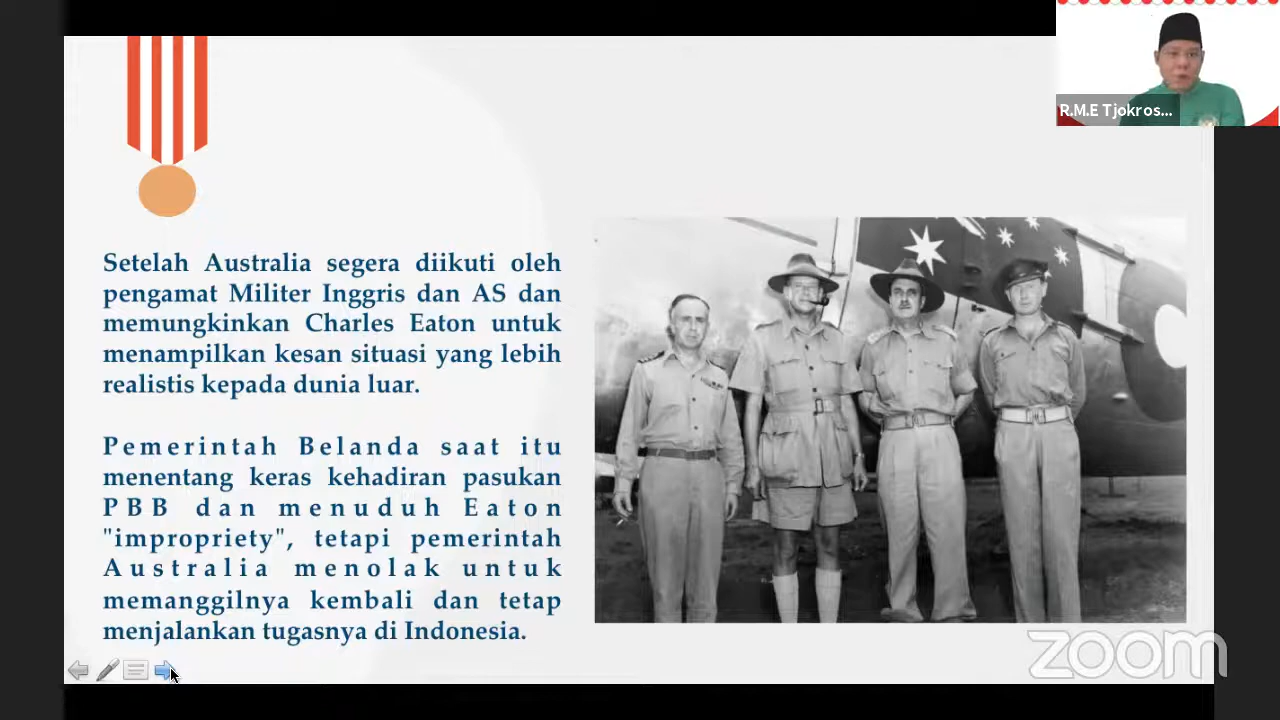 R.M.E Tjokros...
Setelah Australia segera diikuti oleh
pengamat Militer Inggris dan AS dan
memungkinkan Charles Eaton untuk
menampilkan kesan situasi yang lebih
realistis kepada dunia luar.
Pemerintah Belanda saat itu
menentang keras kehadiran pasukan
PBB dan menuduh Eaton
"impropriety", tetapi pemerintah
Australia menolak untuk
memanggilnya kembali dan tetap
menjalankan tugasnya di Indonesia.
zoom